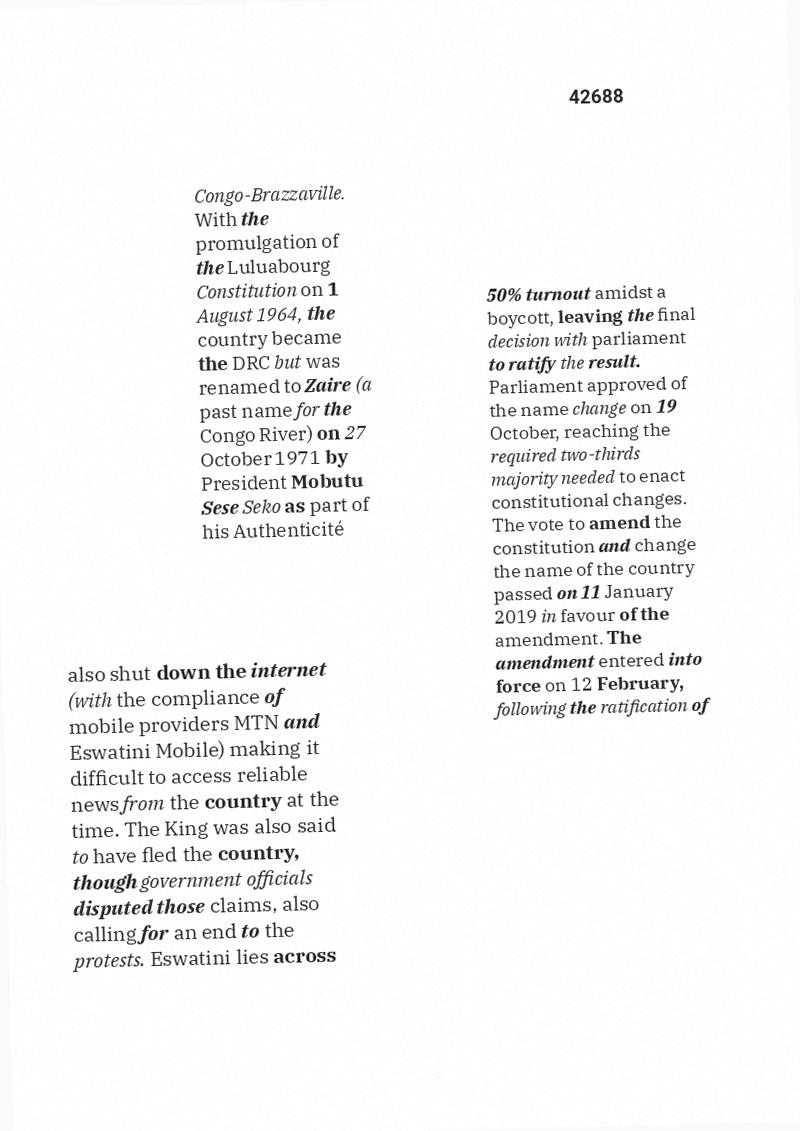 42688
Congo-Brazzaville.
With the
promulgation of
the Luluabourg
Constitution on 1
August 1964, the
country became
the DRC but was
renamed to Zaire (a
past name for the
Congo River) on 27
October 1971 by
President Mobutu
Sese Seko as part of
his Authenticité
also shut down the internet
(with the compliance of
mobile providers MTN and
Eswatini Mobile) making it
difficult to access reliable
news from the country at the
time. The King was also said
to have fled the country,
though government officials
disputed those claims, also
calling for an end to the
protests. Eswatini lies across
50% turnout amidst a
boycott, leaving the final
decision with parliament
to ratify the result.
Parliament approved of
the name change on 19
October, reaching the
required two-thirds
majority needed to enact
constitutional changes.
The vote to amend the
constitution and change
the name of the country
passed on 11 January
2019 in favour of the
amendment. The
amendment entered into
force on 12 February,
following the ratification of